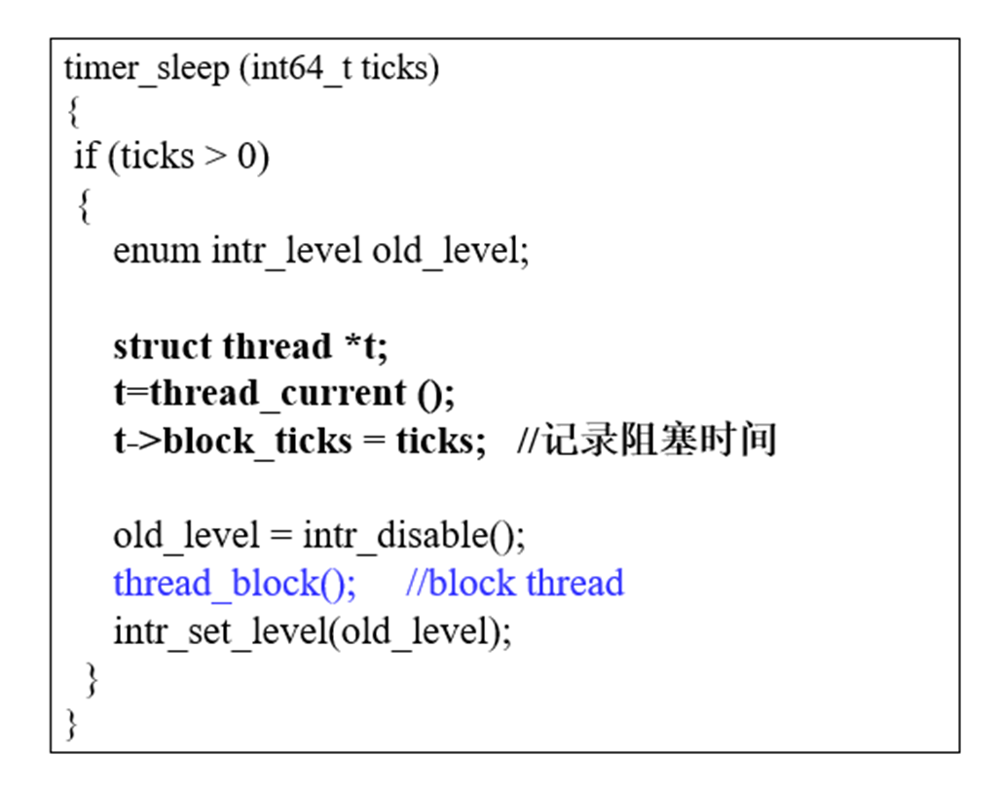 timer_sleep (int64_t ticks)
{
if (ticks > 0)
{
enum intr_level old_level;
struct thread *t;
t=thread_current ();
t->block_ticks = ticks; //记录阻塞时间
old_level = intr_disable();
thread_block(); //block thread
intr_set_level(old_level);
}
}